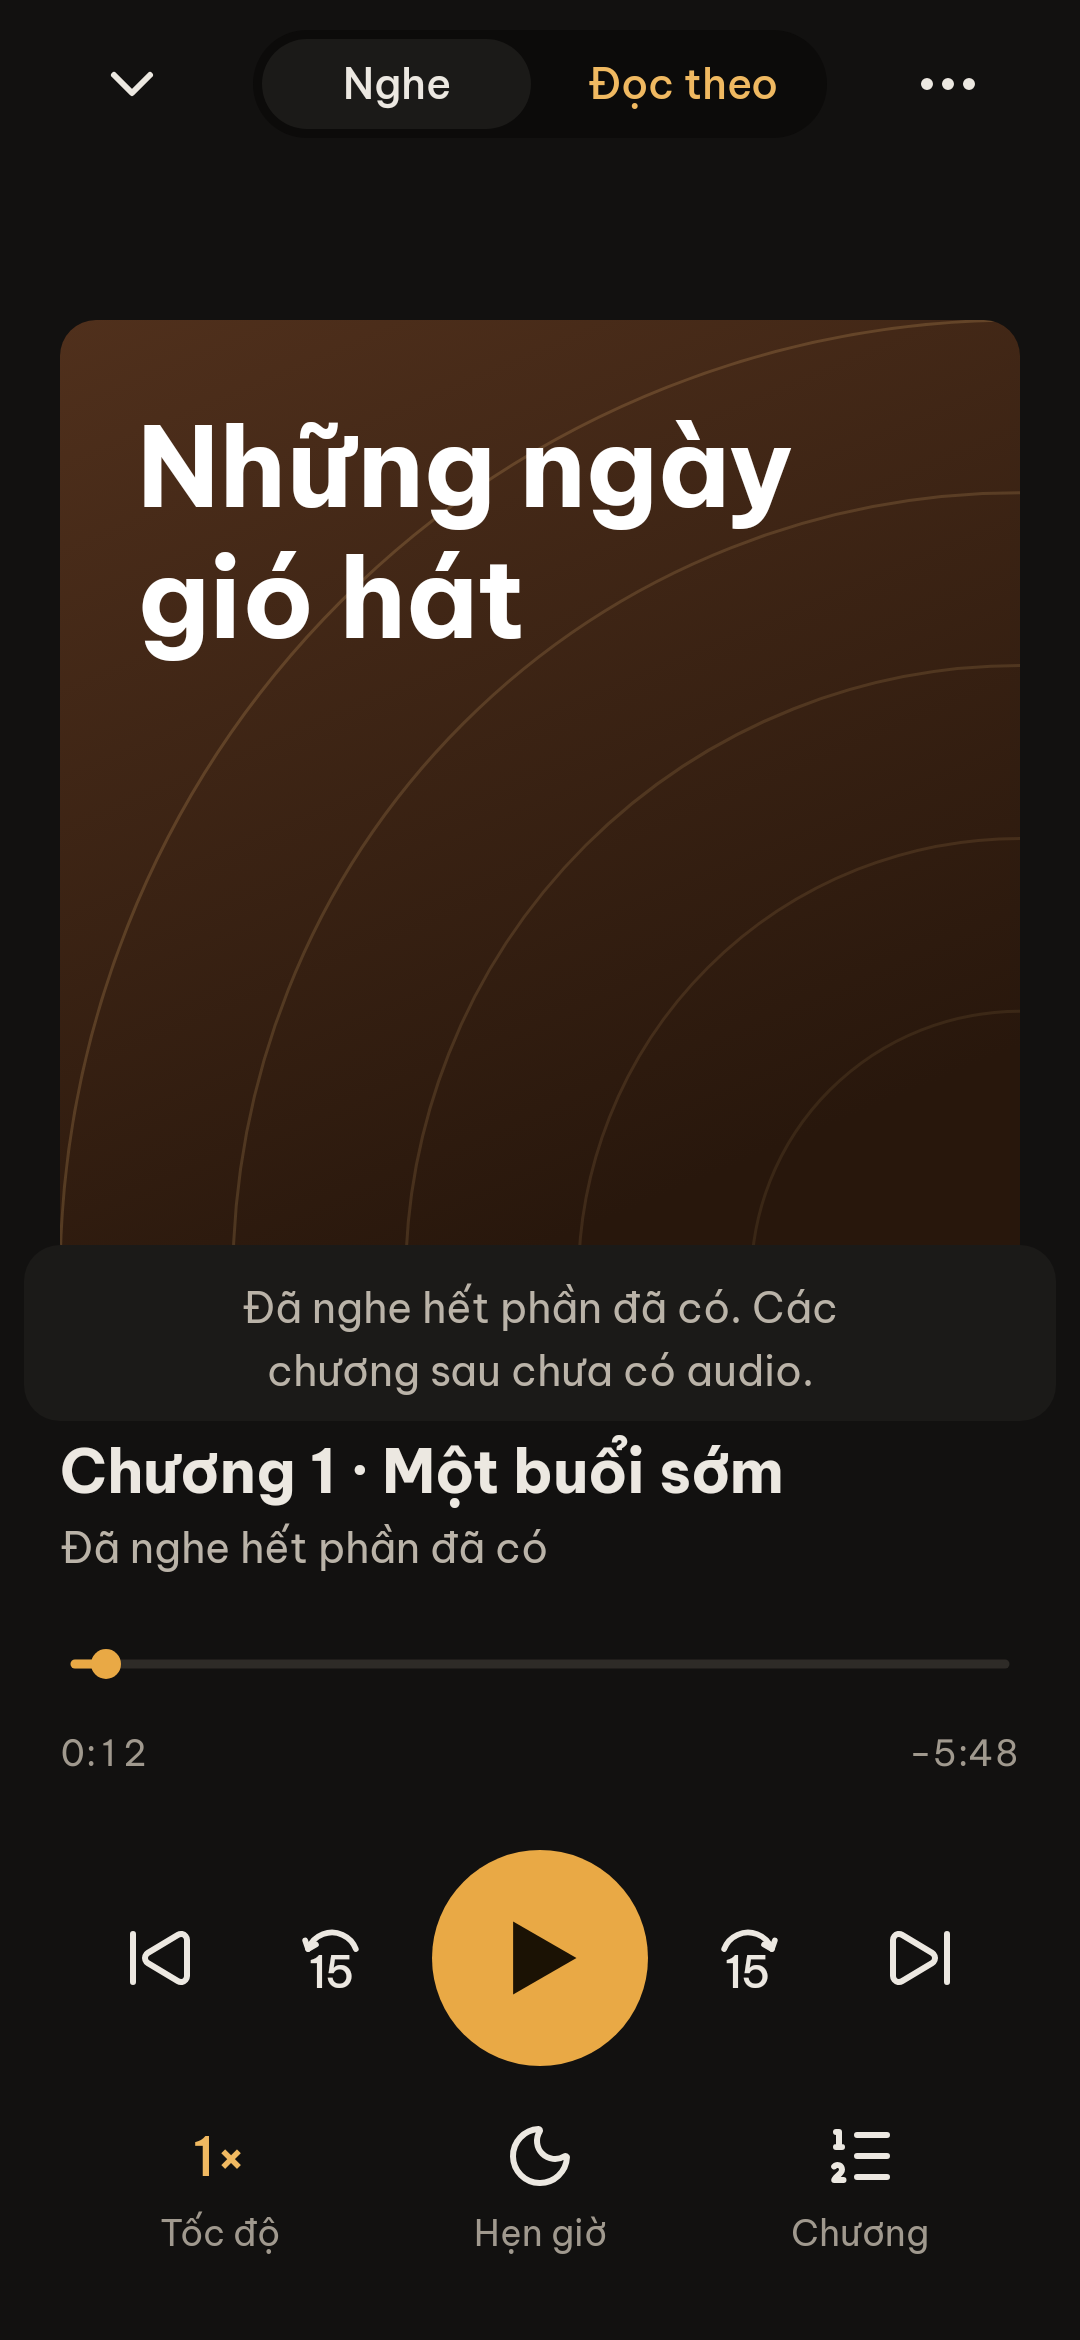 Nghe
Đọc theo
Những ngày
gió hát
Đã nghe hết phần đã có. Các
chương sau chưa có audio.
Chương 1 · Một buổi sớm
Đã nghe hết phần đã có
0:12
−5:48
15
15
1×
Tốc độ
Hẹn giờ
1
2
Chương